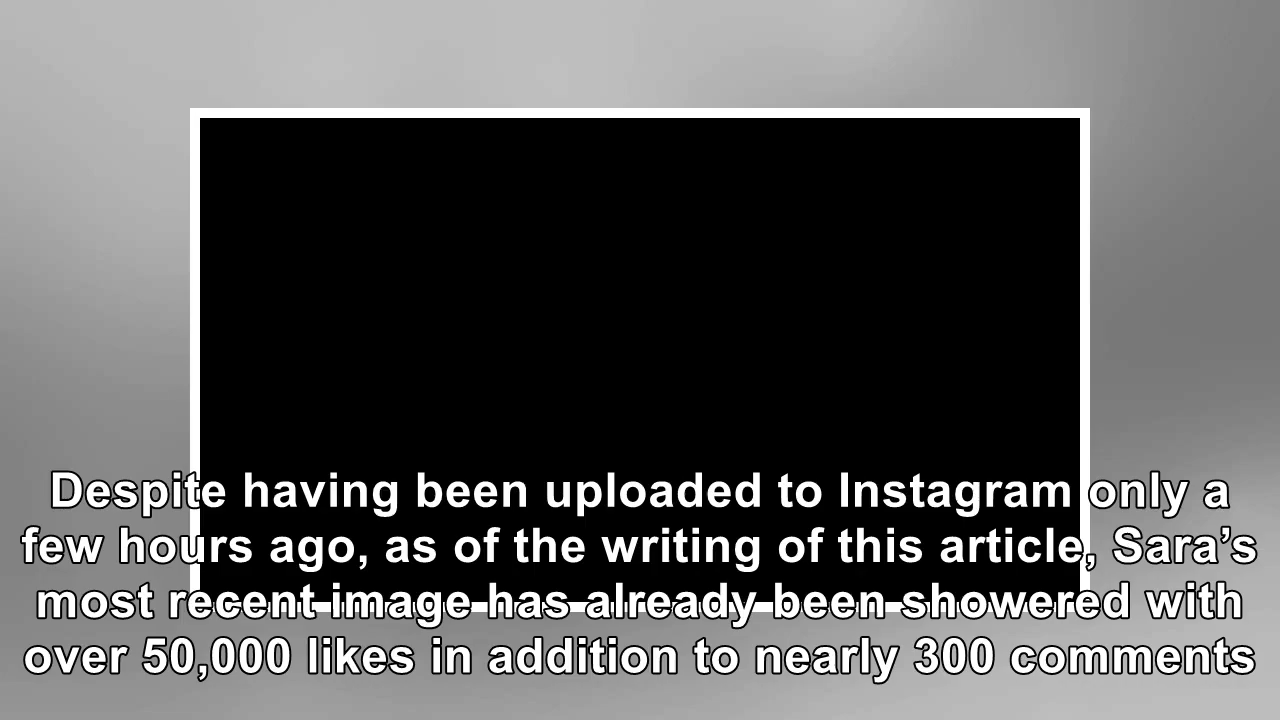 Despite having been uploaded to Instagram only a
few hours ago, as of the writing of this article, Sara’s
most recent image has already been showered with
over 50,000 likes in addition to nearly 300 comments